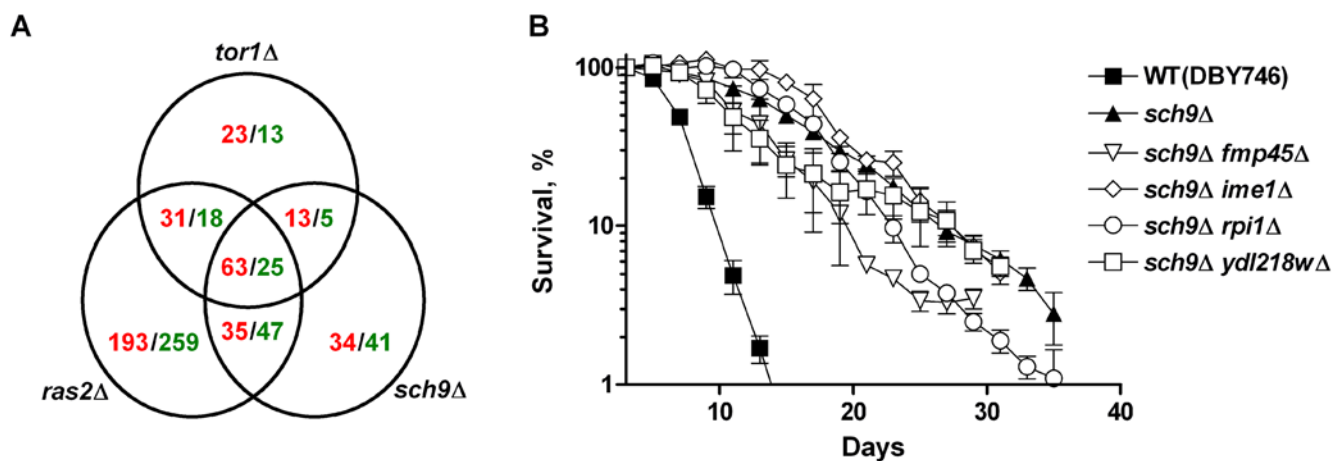 A
tor1Δ
23/13
31/18
13/5
63/25
193/259
35/47
34/41
ras2Δ
sch9Δ
B
Survival, %
100
10
1
10
20
30
40
Days
WT(DBY746)
sch9Δ
sch9Δ fmp45Δ
sch9Δ ime1Δ
sch9Δ rpi1Δ
sch9Δ ydl218wΔ